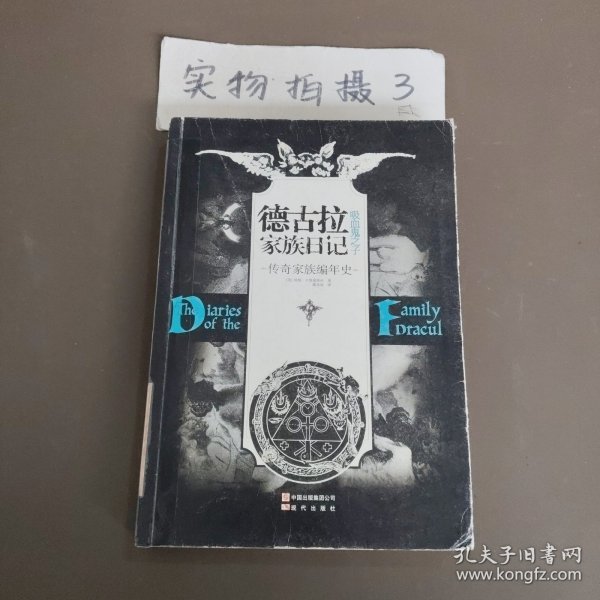 实物拍摄3
德古拉
家族日记
吸血鬼之子
-传奇家族编年史-
The Diaries
of the
Family
Dracul
中国出版集团公司
现代出版社
孔夫子旧书网
www.kongfz.com